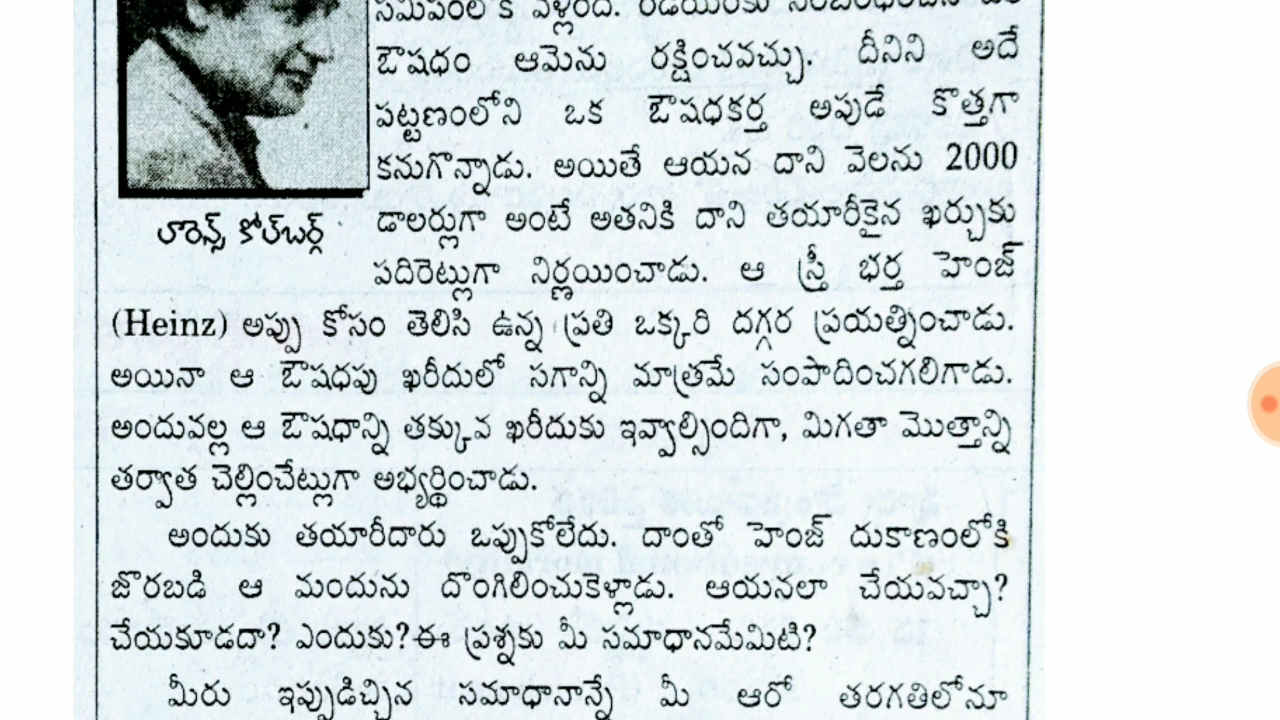 ఔషధం ఆమెను రక్షించవచ్చు. దీనిని అదే
పట్టణంలోని ఒక ఔషధకర్త అపుడే కొత్తగా
కనుగొన్నాడు. అయితే ఆయన దాని వెలను 2000
డాలర్లుగా అంటే అతనికి దాని తయారీకైన ఖర్చుకు
లారెన్స్ కోల్‌బర్గ్
పదిరెట్లుగా నిర్ణయించాడు. ఆ స్త్రీ భర్త హెంజ్
(Heinz) అప్పు కోసం తెలిసి ఉన్న ప్రతి ఒక్కరి దగ్గర ప్రయత్నించాడు.
అయినా ఆ ఔషధపు ఖరీదులో సగాన్ని మాత్రమే సంపాదించగలిగాడు.
అందువల్ల ఆ ఔషధాన్ని తక్కువ ఖరీదుకు ఇవ్వాల్సిందిగా, మిగతా మొత్తాన్ని
తర్వాత చెల్లించేట్లుగా అభ్యర్థించాడు.
అందుకు తయారీదారు ఒప్పుకోలేదు. దాంతో హెంజ్ దుకాణంలోకి
జొరబడి ఆ మందును దొంగిలించుకెళ్లాడు. ఆయనలా చేయవచ్చా?
చేయకూడదా? ఎందుకు?ఈ ప్రశ్నకు మీ సమాధానమేమిటి?
మీరు ఇప్పుడిచ్చిన సమాధానాన్నే మీ ఆరో తరగతిలోనూ